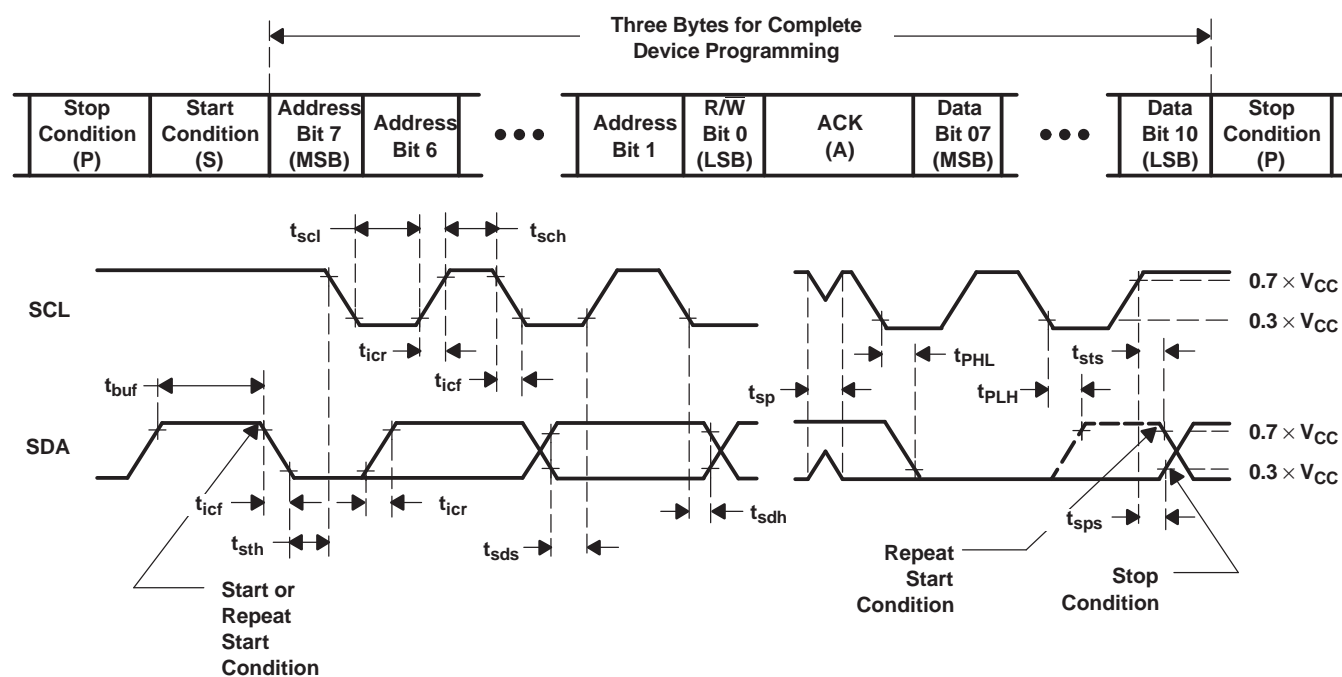 Three Bytes for Complete
Device Programming
Stop
Condition
(P)
Start
Condition
(S)
Address
Bit 7
(MSB)
Address
Bit 6
•••
Address
Bit 1
R/W̅
Bit 0
(LSB)
ACK
(A)
Data
Bit 07
(MSB)
•••
Data
Bit 10
(LSB)
Stop
Condition
(P)
tscl
tsch
SCL
0.7 × VCC
0.3 × VCC
ticr
ticf
tPHL
tsts
tbuf
tsp
tPLH
SDA
0.7 × VCC
0.3 × VCC
ticf
ticr
tsdh
tsth
tsds
tsps
Start or
Repeat
Start
Condition
Repeat
Start
Condition
Stop
Condition